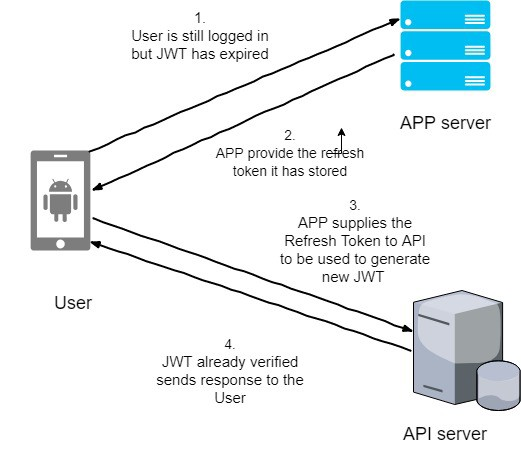 1.
User is still logged in
but JWT has expired
APP server
2.
APP provide the refresh
token it has stored
3.
APP supplies the
Refresh Token to API
to be used to generate
new JWT
User
4.
JWT already verified
sends response to the
User
API server